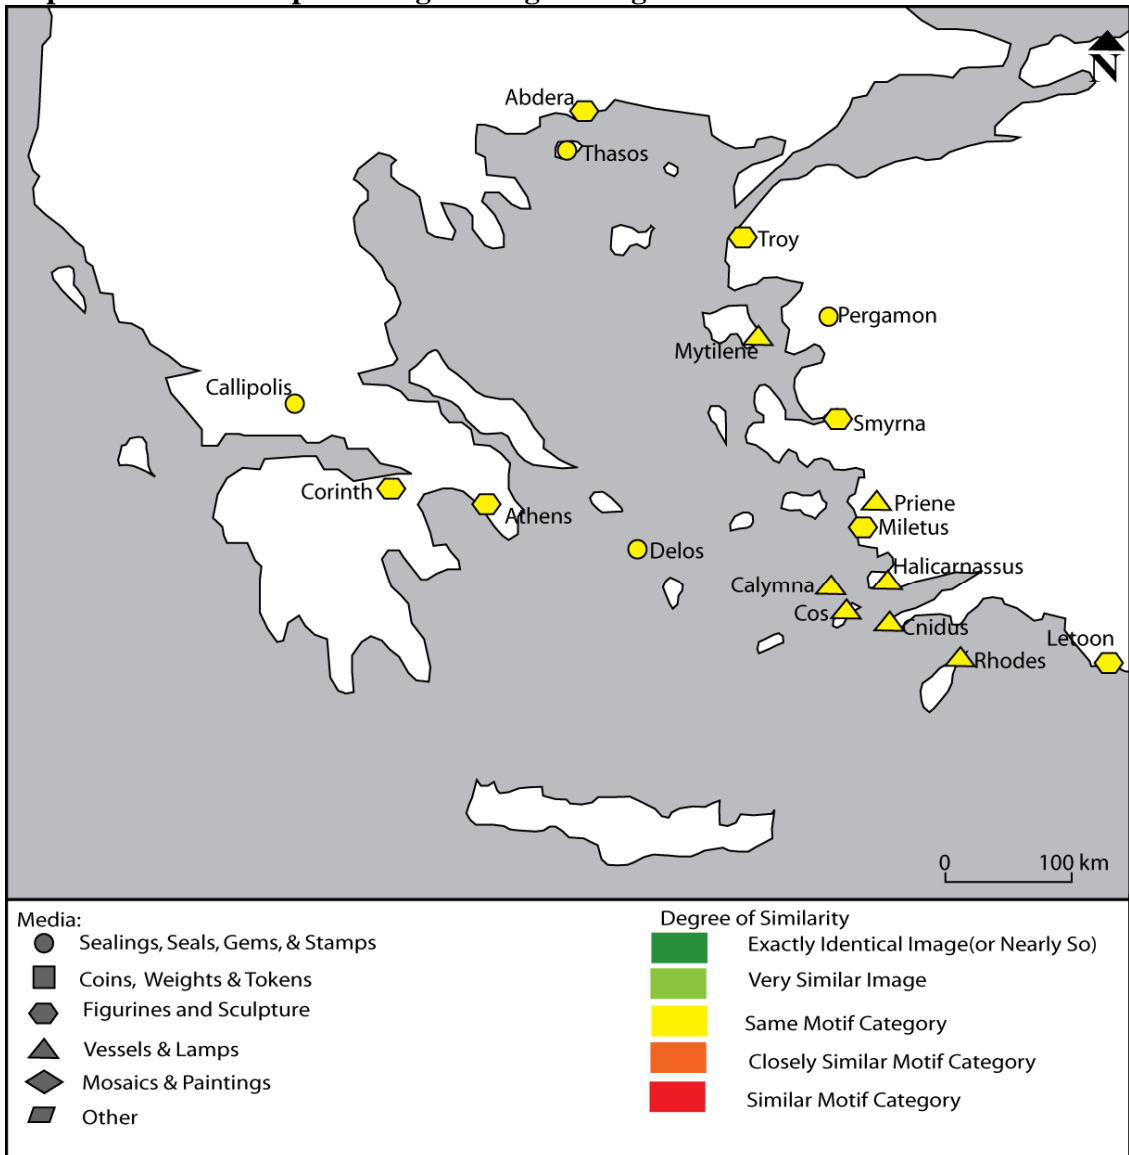 N
Abdera
Thasos
Troy
Pergamon
Mytilene
Callipolis
Smyrna
Corinth
Athens
Priene
Miletus
Delos
Halicarnassus
Calymna
Cos
Cnidus
Letoon
Rhodes
0 100 km
Media:
Sealings, Seals, Gems, & Stamps
Coins, Weights & Tokens
Figurines and Sculpture
Vessels & Lamps
Mosaics & Paintings
Other
Degree of Similarity
Exactly Identical Image(or Nearly So)
Very Similar Image
Same Motif Category
Closely Similar Motif Category
Similar Motif Category